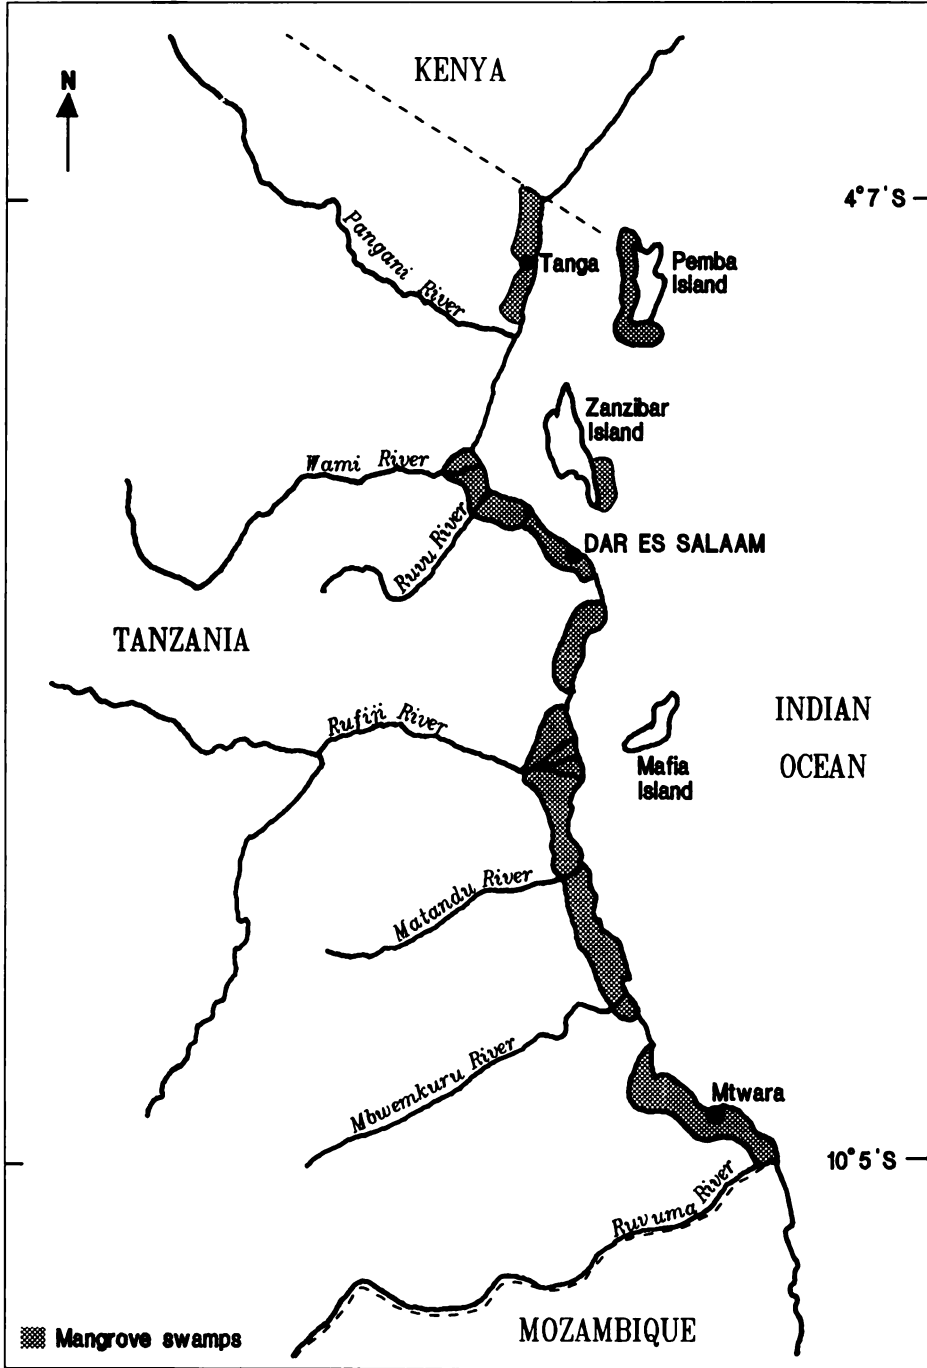 KENYA
N
4°7'S
Pangani River
Tanga
Pemba
Island
Zanzibar
Island
Wami River
Ruvu River
DAR ES SALAAM
TANZANIA
Rufiji River
INDIAN
OCEAN
Mafia
Island
Matandu River
Mbwemkuru River
Mtwara
10°5'S
Ruvuma River
Mangrove swamps
MOZAMBIQUE